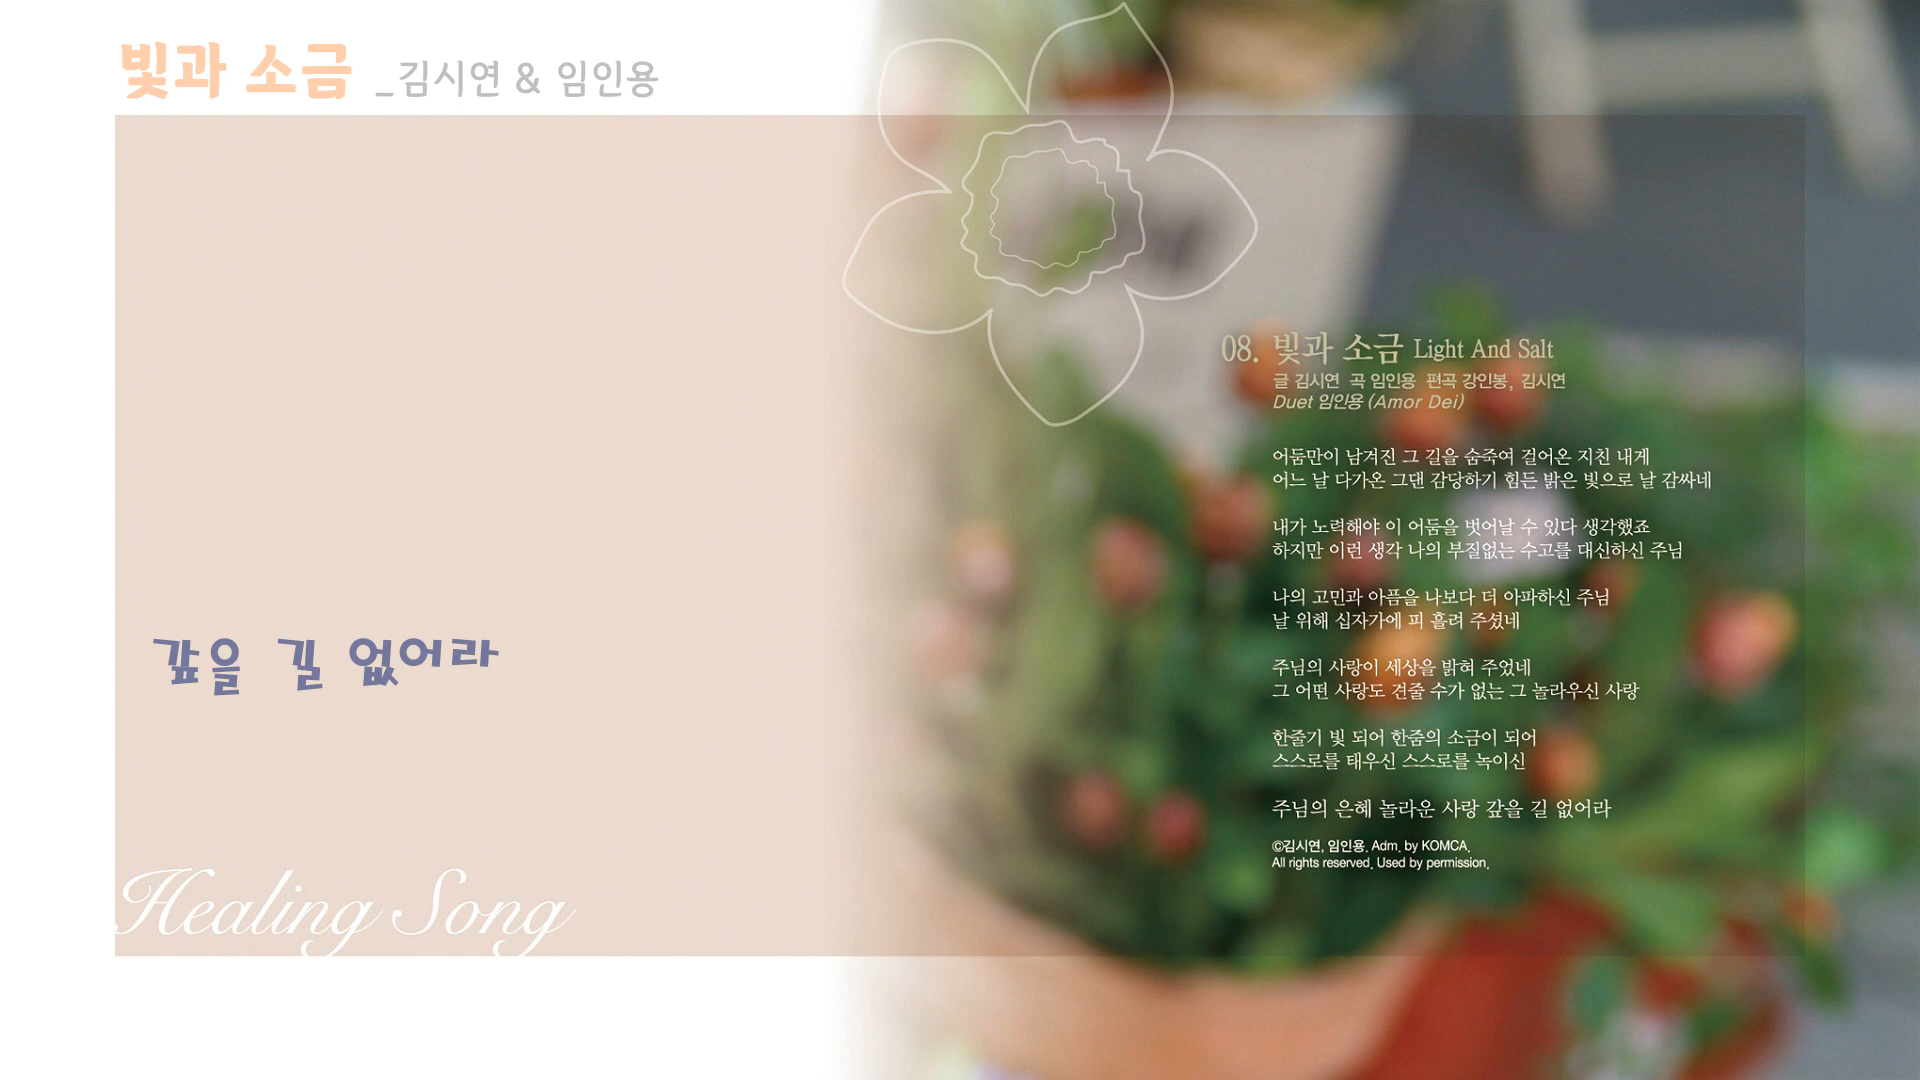 빛과 소금 _김시연 & 임인용
갚을 길 없어라
Healing Song
08. 빛과 소금 Light And Salt
글 김시연 곡 임인용 편곡 강인봉, 김시연
Duet 임인용 (Amor Dei)
어둠만이 남겨진 그 길을 숨죽여 걸어온 지친 내게
어느 날 다가온 그댄 감당하기 힘든 밝은 빛으로 날 감싸네
내가 노력해야 이 어둠을 벗어날 수 있다 생각했죠
하지만 이런 생각 나의 부질없는 수고를 대신하신 주님
나의 고민과 아픔을 나보다 더 아파하신 주님
날 위해 십자가에 피 흘려 주셨네
주님의 사랑이 세상을 밝혀 주었네
그 어떤 사랑도 견줄 수가 없는 그 놀라우신 사랑
한줄기 빛 되어 한줌의 소금이 되어
스스로를 태우신 스스로를 녹이신
주님의 은혜 놀라운 사랑 갚을 길 없어라
©김시연, 임인용. Adm. by KOMCA.
All rights reserved. Used by permission.